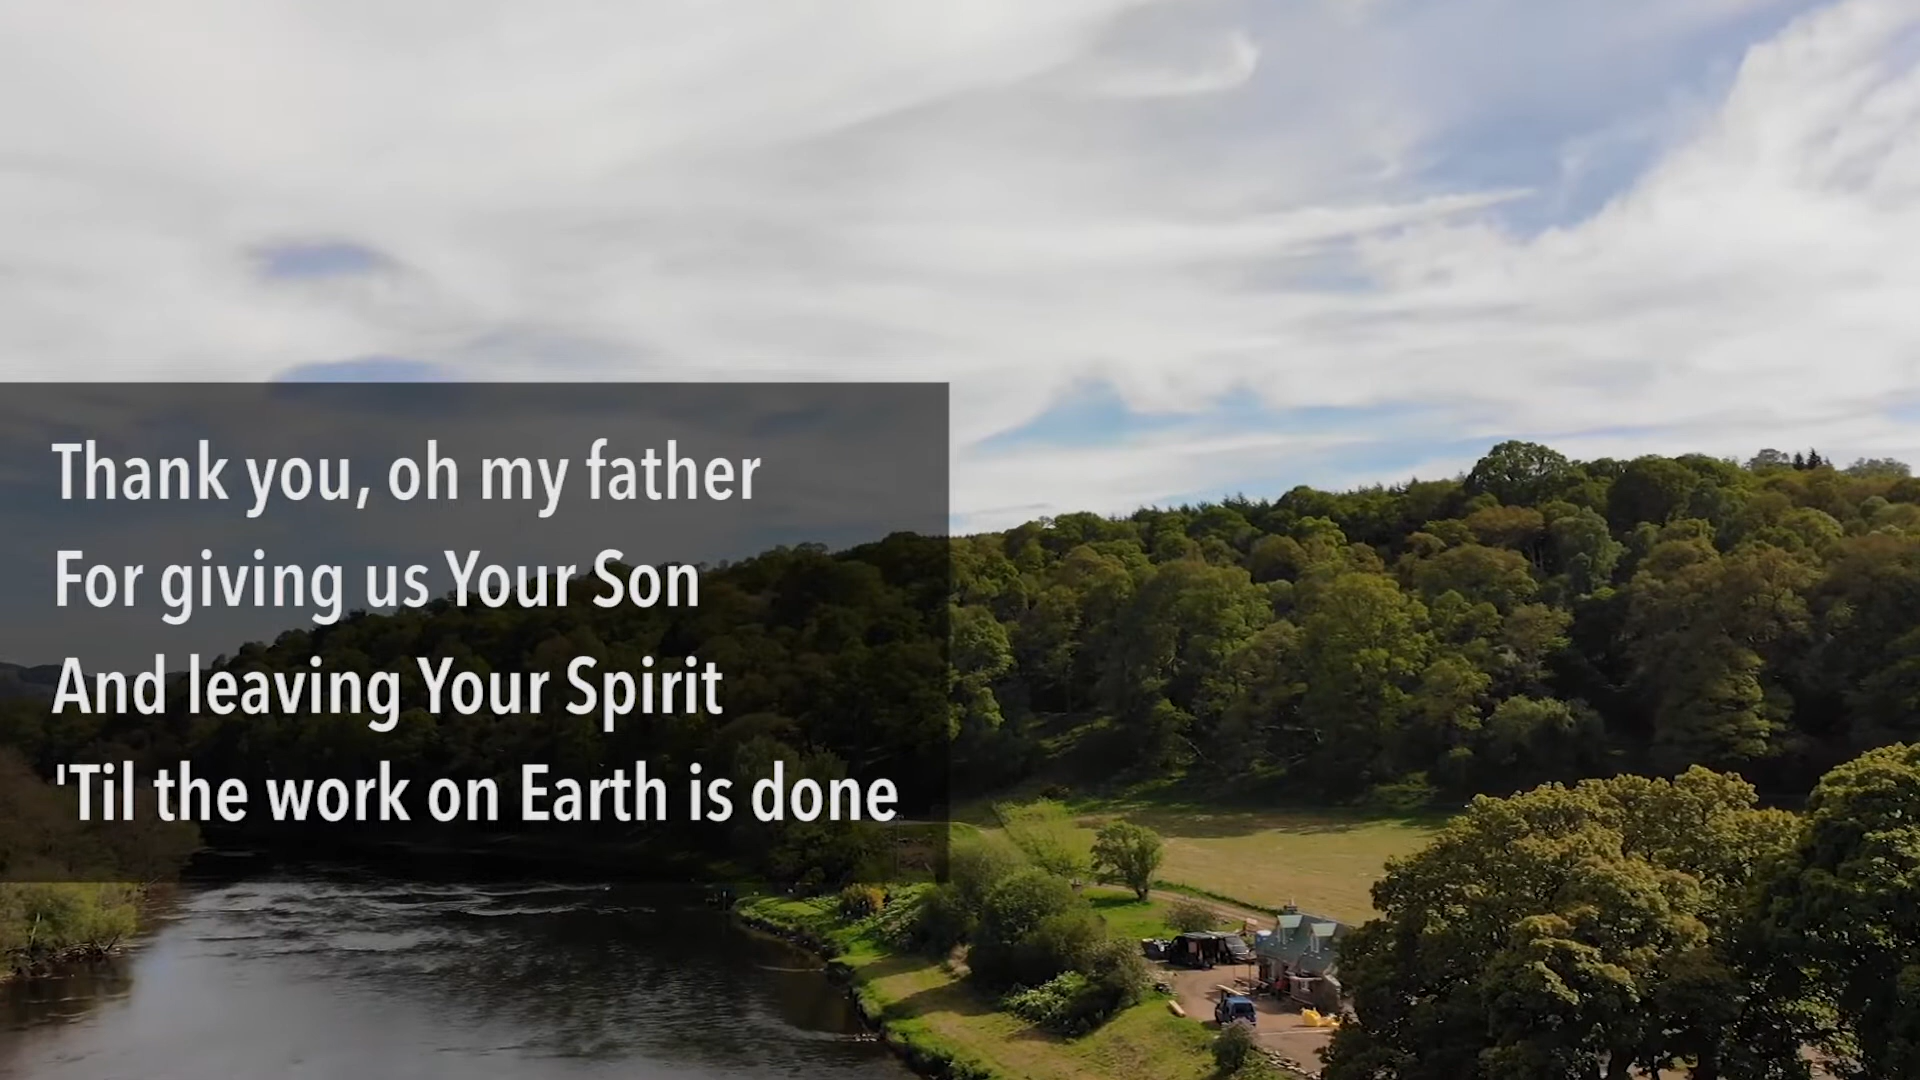 Thank you, oh my father
For giving us Your Son
And leaving Your Spirit
'Til the work on Earth is done